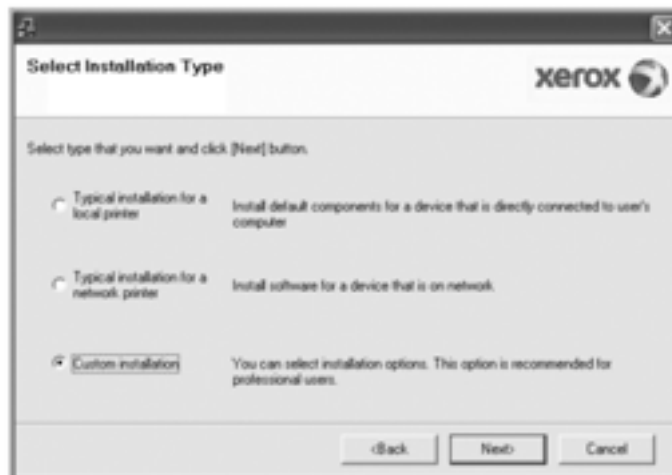 Select Installation Type
xerox
Select type that you want and click [Next] button.
Typical installation for a
local printer
Install default components for a device that is directly connected to user's
computer
Typical installation for a
network printer
Install software for a device that is on network.
Custom installation
You can select installation options. This option is recommended for
professional users.
<Back
Next>
Cancel